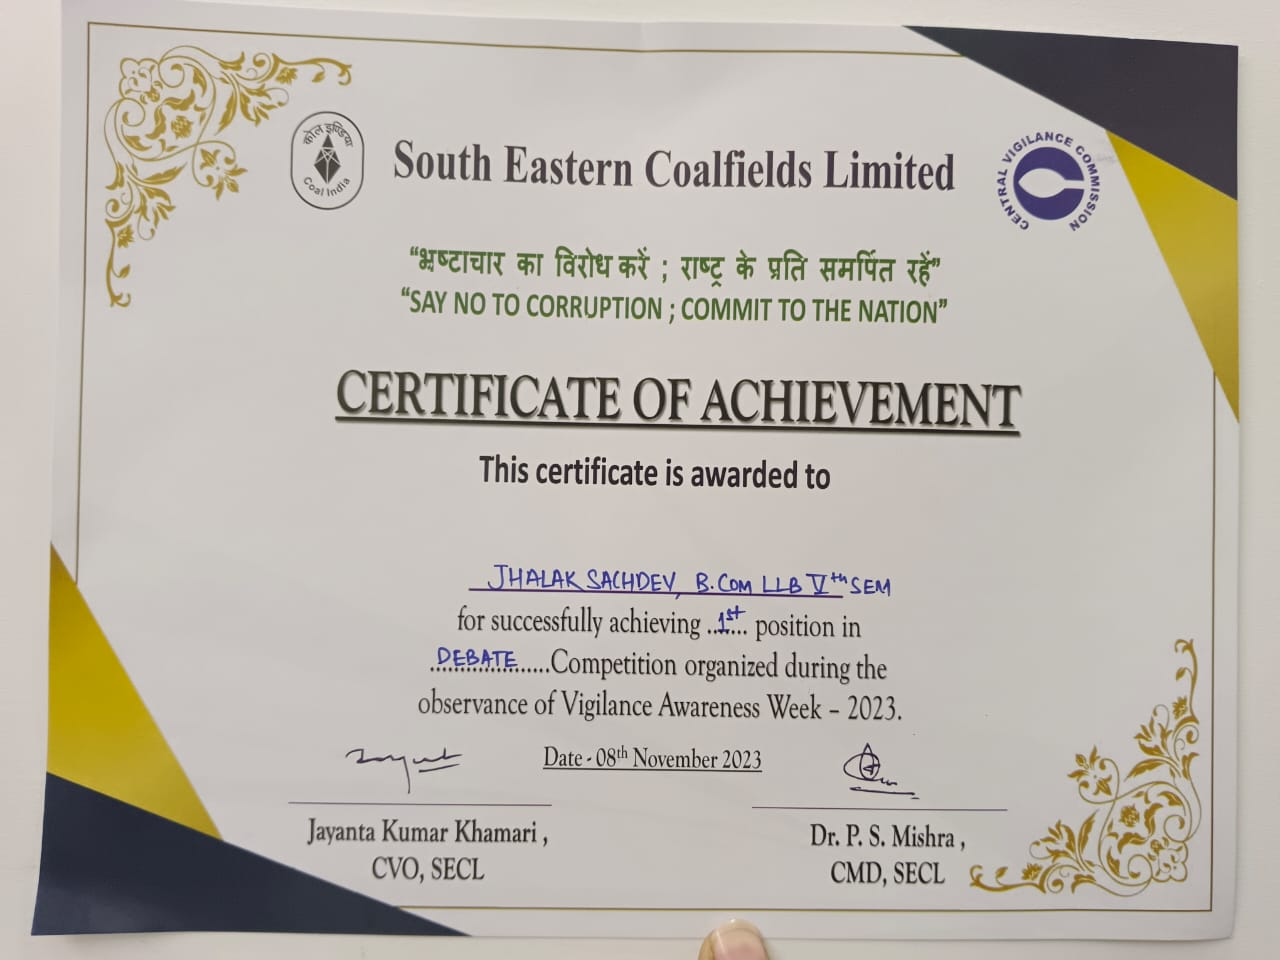 कोल इण्डिया
Coal India
South Eastern Coalfields Limited
CENTRAL VIGILANCE COMMISSION
“भ्रष्टाचार का विरोध करें ; राष्ट्र के प्रति समर्पित रहें”
“SAY NO TO CORRUPTION ; COMMIT TO THE NATION”
CERTIFICATE OF ACHIEVEMENT
This certificate is awarded to
JHALAK SACHDEV, B.COM LLB Vth SEM
for successfully achieving ..1st... position in
DEBATE......Competition organized during the
observance of Vigilance Awareness Week – 2023.
Date - 08th November 2023
Jayanta Kumar Khamari ,
CVO, SECL
Dr. P. S. Mishra ,
CMD, SECL